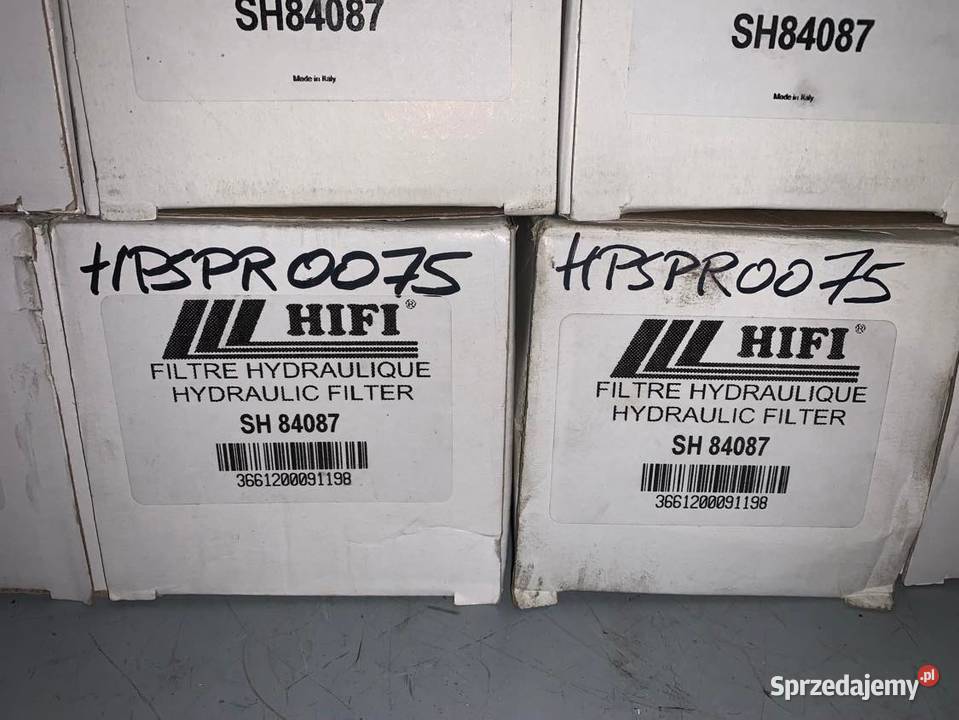 SH84087
Made in Italy
SH84087
Made in Italy
HPSPR0075
HIFI®
FILTRE HYDRAULIQUE
HYDRAULIC FILTER
SH 84087
3661200091198
HPSPR0075
HIFI®
FILTRE HYDRAULIQUE
HYDRAULIC FILTER
SH 84087
3661200091198
Sprzedajemy.pl